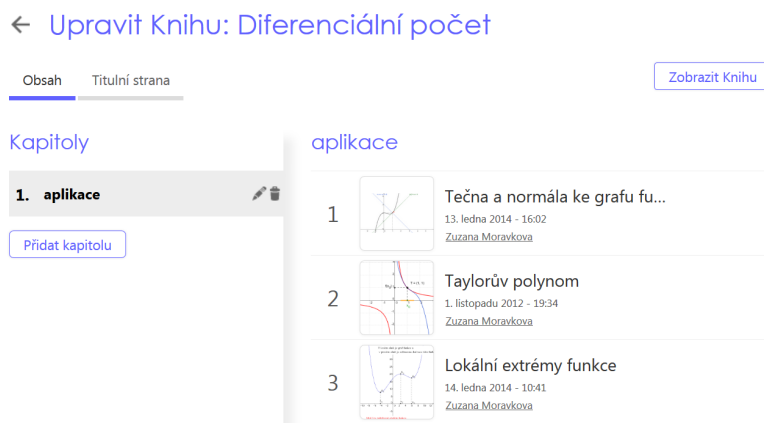 Upravit Knihu: Diferenciální počet
Obsah
Titulní strana
Zobrazit Knihu
Kapitoly
1. aplikace
Přidat kapitolu
aplikace
1
Tečna a normála ke grafu fu...
13. ledna 2014 - 16:02
Zuzana Moravkova
2
Taylorův polynom
1. listopadu 2012 - 19:34
Zuzana Moravkova
3
Lokální extrémy funkce
14. ledna 2014 - 10:41
Zuzana Moravkova